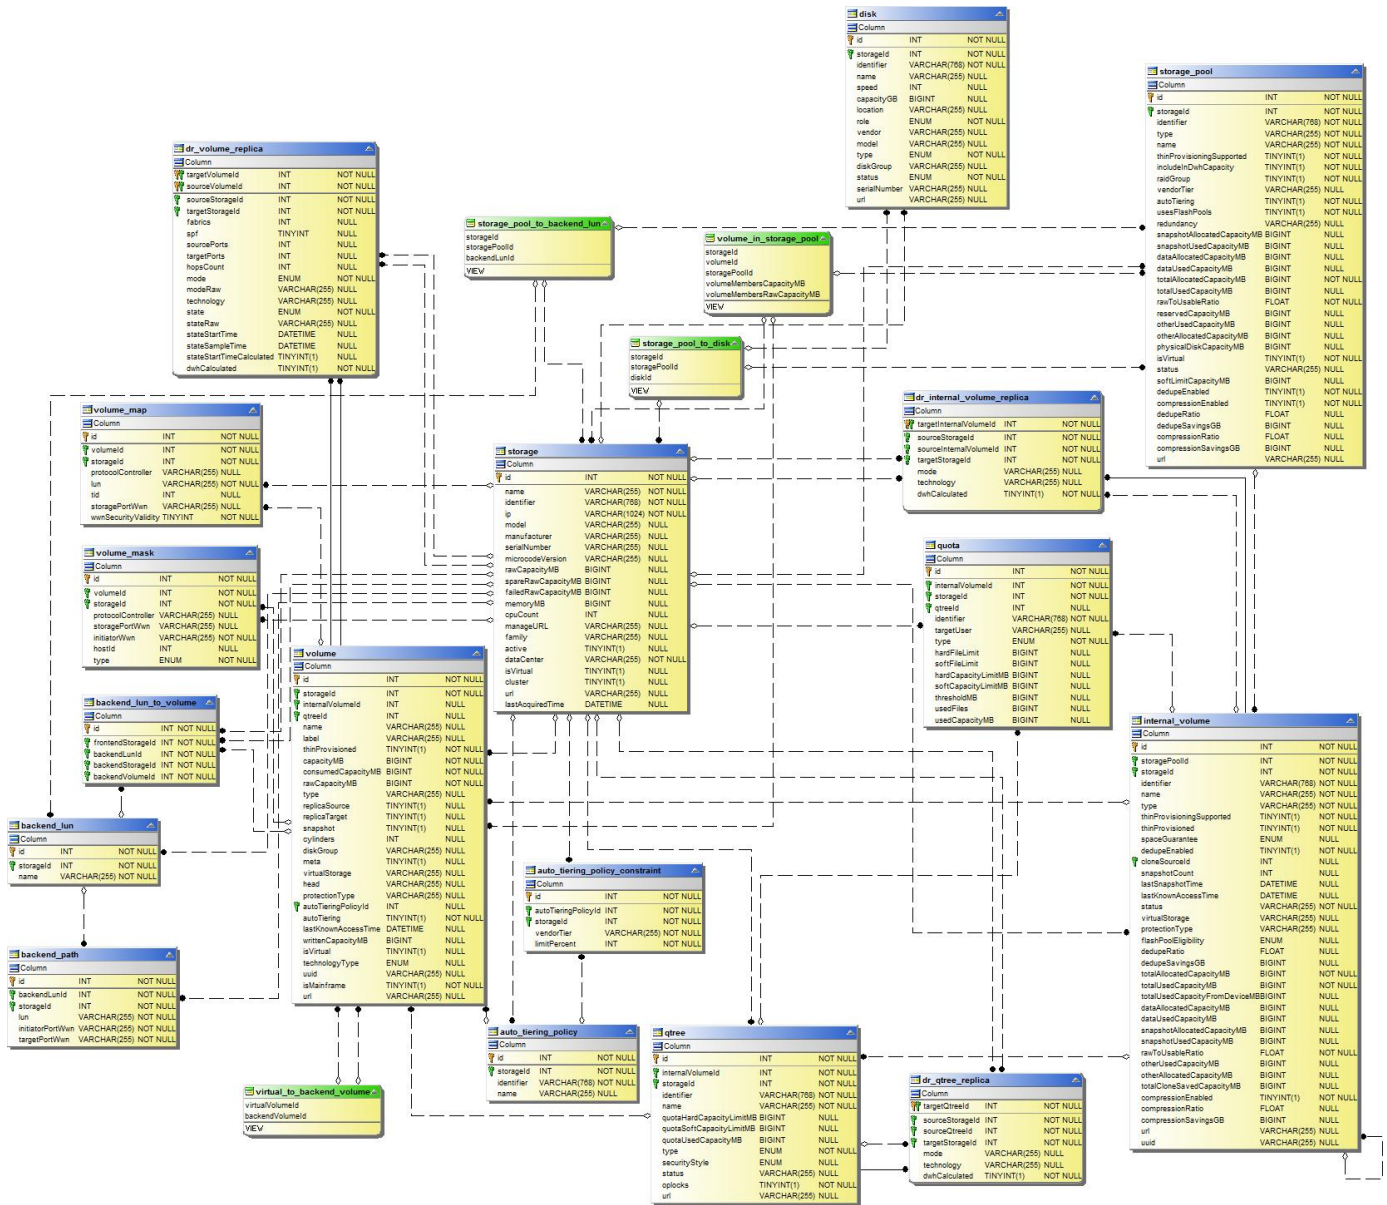 disk
Column
id INT NOT NULL
storageId INT NOT NULL
identifier VARCHAR(768) NOT NULL
name VARCHAR(255) NULL
speed INT NULL
capacityGB BIGINT NULL
location VARCHAR(255) NULL
role ENUM NOT NULL
vendor VARCHAR(255) NULL
model VARCHAR(255) NULL
type ENUM NOT NULL
diskGroup VARCHAR(255) NULL
status ENUM NOT NULL
serialNumber VARCHAR(255) NULL
url VARCHAR(255) NULL
storage_pool
Column
id INT NOT NULL
storageId INT NOT NULL
identifier VARCHAR(768) NOT NULL
type VARCHAR(255) NOT NULL
name VARCHAR(255) NOT NULL
thinProvisioningSupported TINYINT(1) NOT NULL
includeInDwhCapacity TINYINT(1) NOT NULL
raidGroup TINYINT(1) NOT NULL
vendorTier VARCHAR(255) NULL
autoTiering TINYINT(1) NOT NULL
usesFlashPools TINYINT(1) NOT NULL
redundancy VARCHAR(255) NULL
snapshotAllocatedCapacityMB BIGINT NULL
snapshotUsedCapacityMB BIGINT NULL
dataAllocatedCapacityMB BIGINT NULL
dataUsedCapacityMB BIGINT NULL
totalAllocatedCapacityMB BIGINT NOT NULL
totalUsedCapacityMB BIGINT NULL
rawToUsableRatio FLOAT NOT NULL
reservedCapacityMB BIGINT NULL
otherUsedCapacityMB BIGINT NULL
otherAllocatedCapacityMB BIGINT NULL
physicalDiskCapacityMB BIGINT NULL
isVirtual TINYINT(1) NOT NULL
status VARCHAR(255) NULL
softLimitCapacityMB BIGINT NULL
dedupeEnabled TINYINT(1) NOT NULL
compressionEnabled TINYINT(1) NOT NULL
dedupeRatio FLOAT NULL
dedupeSavingsGB BIGINT NULL
compressionRatio FLOAT NULL
compressionSavingsGB BIGINT NULL
url VARCHAR(255) NULL
dr_volume_replica
Column
targetVolumeId INT NOT NULL
sourceVolumeId INT NOT NULL
sourceStorageId INT NOT NULL
targetStorageId INT NOT NULL
fabrics INT NULL
spf TINYINT NULL
sourcePorts INT NULL
targetPorts INT NULL
hopsCount INT NULL
mode ENUM NOT NULL
modeRaw VARCHAR(255) NULL
technology VARCHAR(255) NULL
state ENUM NOT NULL
stateRaw VARCHAR(255) NULL
stateStartTime DATETIME NULL
stateSampleTime DATETIME NULL
stateStartTimeCalculated TINYINT(1) NULL
dwhCalculated TINYINT(1) NOT NULL
storage_pool_to_backend_lun
storageId
storagePoolId
backendLunId
VIEW
volume_in_storage_pool
storageId
volumeId
storagePoolId
volumeMembersCapacityMB
volumeMembersRawCapacityMB
VIEW
storage_pool_to_disk
storageId
storagePoolId
diskId
VIEW
volume_map
Column
id INT NOT NULL
volumeId INT NOT NULL
storageId INT NOT NULL
protocolController VARCHAR(255) NULL
lun VARCHAR(255) NOT NULL
tid INT NULL
storagePortWwn VARCHAR(255) NULL
wwnSecurityValidity TINYINT NOT NULL
storage
Column
id INT NOT NULL
name VARCHAR(255) NOT NULL
identifier VARCHAR(768) NOT NULL
ip VARCHAR(1024) NOT NULL
model VARCHAR(255) NULL
manufacturer VARCHAR(255) NULL
serialNumber VARCHAR(255) NULL
microcodeVersion VARCHAR(255) NULL
rawCapacityMB BIGINT NULL
spareRawCapacityMB BIGINT NULL
failedRawCapacityMB BIGINT NULL
memoryMB BIGINT NULL
cpuCount INT NULL
manageURL VARCHAR(255) NULL
family VARCHAR(255) NULL
active TINYINT(1) NULL
dataCenter VARCHAR(255) NOT NULL
isVirtual TINYINT(1) NULL
cluster TINYINT(1) NULL
url VARCHAR(255) NULL
lastAcquiredTime DATETIME NULL
dr_internal_volume_replica
Column
targetInternalVolumeId INT NOT NULL
sourceStorageId INT NOT NULL
sourceInternalVolumeId INT NOT NULL
targetStorageId INT NOT NULL
mode VARCHAR(255) NULL
technology VARCHAR(255) NULL
dwhCalculated TINYINT(1) NOT NULL
volume_mask
Column
id INT NOT NULL
volumeId INT NOT NULL
storageId INT NOT NULL
protocolController VARCHAR(255) NULL
storagePortWwn VARCHAR(255) NULL
initiatorWwn VARCHAR(255) NOT NULL
hostId INT NULL
type ENUM NOT NULL
quota
Column
id INT NOT NULL
internalVolumeId INT NOT NULL
storageId INT NOT NULL
qtreeId INT NULL
identifier VARCHAR(768) NOT NULL
targetUser VARCHAR(255) NULL
type ENUM NOT NULL
hardFileLimit BIGINT NULL
softFileLimit BIGINT NULL
hardCapacityLimitMB BIGINT NULL
softCapacityLimitMB BIGINT NULL
thresholdMB BIGINT NULL
usedFiles BIGINT NULL
usedCapacityMB BIGINT NULL
volume
Column
id INT NOT NULL
storageId INT NOT NULL
internalVolumeId INT NULL
qtreeId INT NULL
name VARCHAR(255) NOT NULL
label VARCHAR(255) NULL
thinProvisioned TINYINT(1) NOT NULL
capacityMB BIGINT NOT NULL
consumedCapacityMB BIGINT NOT NULL
rawCapacityMB BIGINT NOT NULL
type VARCHAR(255) NULL
replicaSource TINYINT(1) NULL
replicaTarget TINYINT(1) NULL
snapshot TINYINT(1) NULL
cylinders INT NULL
diskGroup VARCHAR(255) NULL
meta TINYINT(1) NULL
virtualStorage VARCHAR(255) NULL
head VARCHAR(255) NULL
protectionType VARCHAR(255) NULL
autoTieringPolicyId INT NULL
autoTiering TINYINT(1) NOT NULL
lastKnownAccessTime DATETIME NULL
writtenCapacityMB BIGINT NULL
isVirtual TINYINT(1) NULL
technologyType ENUM NULL
uuid VARCHAR(255) NULL
isMainframe TINYINT(1) NOT NULL
url VARCHAR(255) NULL
backend_lun_to_volume
Column
id INT NOT NULL
frontendStorageId INT NOT NULL
backendLunId INT NOT NULL
backendStorageId INT NOT NULL
backendVolumeId INT NOT NULL
internal_volume
Column
id INT NOT NULL
storagePoolId INT NOT NULL
storageId INT NOT NULL
identifier VARCHAR(768) NOT NULL
name VARCHAR(255) NOT NULL
type VARCHAR(255) NOT NULL
thinProvisioningSupported TINYINT(1) NOT NULL
thinProvisioned TINYINT(1) NOT NULL
spaceGuarantee ENUM NULL
dedupeEnabled TINYINT(1) NOT NULL
cloneSourceId INT NULL
snapshotCount INT NULL
lastSnapshotTime DATETIME NULL
lastKnownAccessTime DATETIME NULL
status VARCHAR(255) NOT NULL
virtualStorage VARCHAR(255) NULL
protectionType VARCHAR(255) NULL
flashPoolEligibility ENUM NULL
dedupeRatio FLOAT NULL
dedupeSavingsGB BIGINT NULL
totalAllocatedCapacityMB BIGINT NOT NULL
totalUsedCapacityMB BIGINT NOT NULL
totalUsedCapacityFromDeviceMB BIGINT NULL
dataAllocatedCapacityMB BIGINT NULL
dataUsedCapacityMB BIGINT NULL
snapshotAllocatedCapacityMB BIGINT NULL
snapshotUsedCapacityMB BIGINT NULL
rawToUsableRatio FLOAT NOT NULL
otherUsedCapacityMB BIGINT NULL
otherAllocatedCapacityMB BIGINT NULL
totalCloneSavedCapacityMB BIGINT NULL
compressionEnabled TINYINT(1) NOT NULL
compressionRatio FLOAT NULL
compressionSavingsGB BIGINT NULL
url VARCHAR(255) NULL
uuid VARCHAR(255) NULL
backend_lun
Column
id INT NOT NULL
storageId INT NOT NULL
name VARCHAR(255) NOT NULL
auto_tiering_policy_constraint
Column
id INT NOT NULL
autoTieringPolicyId INT NOT NULL
storageId INT NOT NULL
vendorTier VARCHAR(255) NOT NULL
limitPercent INT NOT NULL
backend_path
Column
id INT NOT NULL
backendLunId INT NOT NULL
storageId INT NOT NULL
lun VARCHAR(255) NOT NULL
initiatorPortWwn VARCHAR(255) NOT NULL
targetPortWwn VARCHAR(255) NOT NULL
auto_tiering_policy
Column
id INT NOT NULL
storageId INT NOT NULL
identifier VARCHAR(768) NOT NULL
name VARCHAR(255) NULL
qtree
Column
id INT NOT NULL
internalVolumeId INT NOT NULL
storageId INT NOT NULL
identifier VARCHAR(768) NOT NULL
name VARCHAR(255) NOT NULL
quotaHardCapacityLimitMB BIGINT NULL
quotaSoftCapacityLimitMB BIGINT NULL
quotaUsedCapacityMB BIGINT NULL
type ENUM NOT NULL
securityStyle ENUM NULL
status VARCHAR(255) NULL
oplocks TINYINT(1) NOT NULL
url VARCHAR(255) NULL
dr_qtree_replica
Column
targetQtreeId INT NOT NULL
sourceStorageId INT NOT NULL
sourceQtreeId INT NOT NULL
targetStorageId INT NOT NULL
mode VARCHAR(255) NULL
technology VARCHAR(255) NULL
dwhCalculated TINYINT(1) NOT NULL
virtual_to_backend_volume
virtualVolumeId
backendVolumeId
VIEW